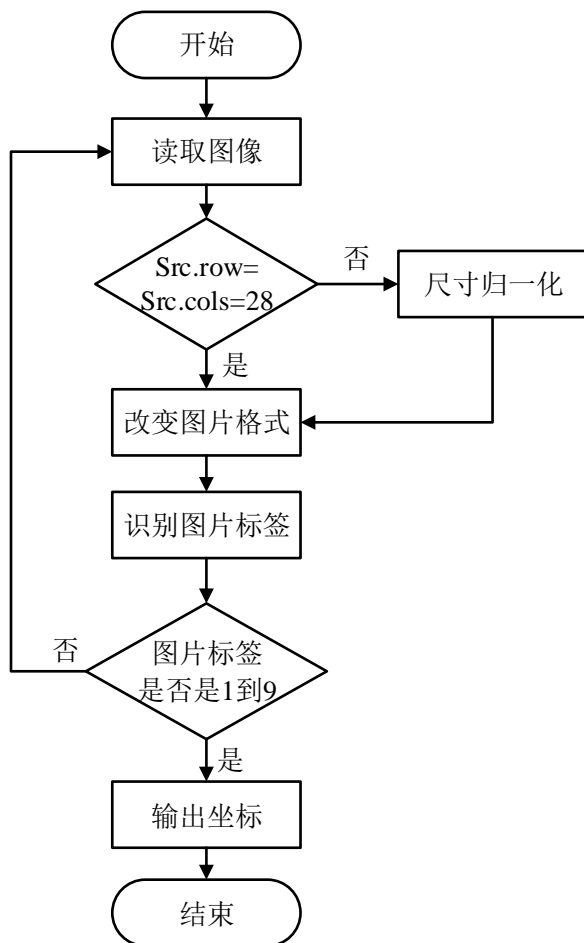 开始
读取图像
Src.row=
Src.cols=28
否
尺寸归一化
是
改变图片格式
识别图片标签
否
图片标签
是否是1到9
是
输出坐标
结束